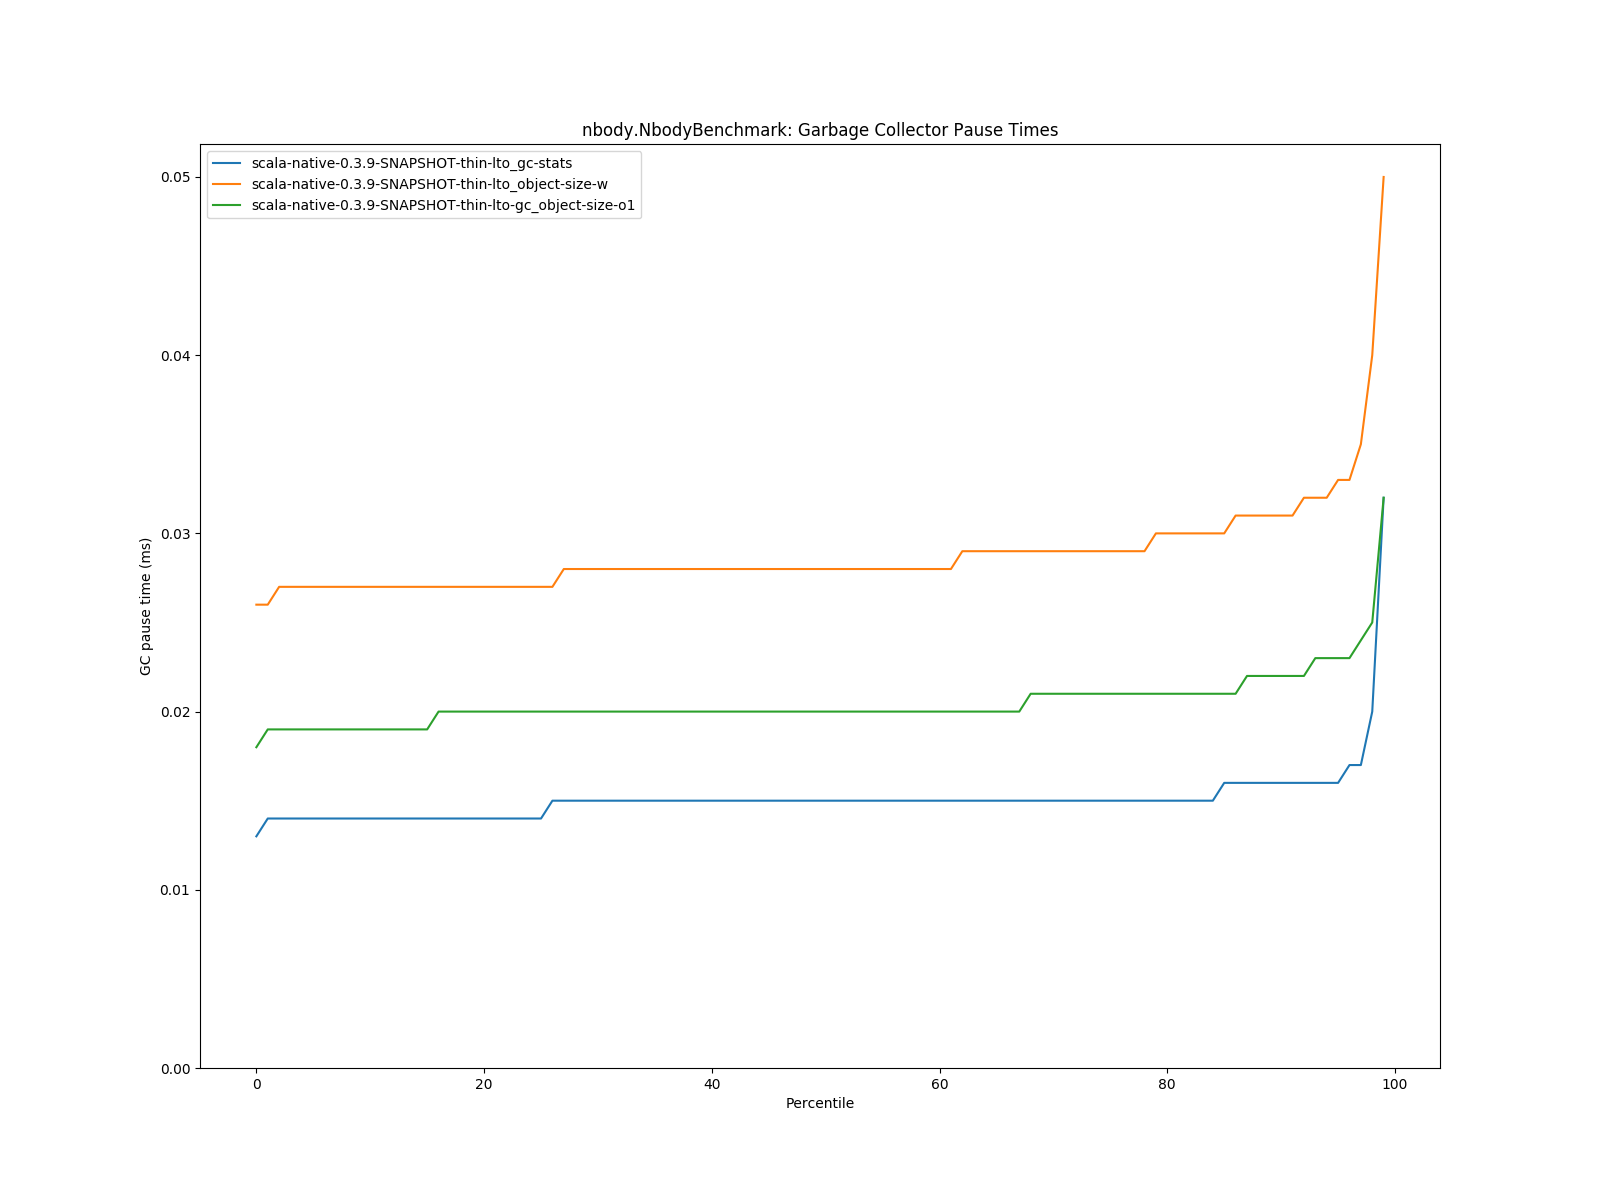 nbody.NbodyBenchmark: Garbage Collector Pause Times
scala-native-0.3.9-SNAPSHOT-thin-lto_gc-stats
scala-native-0.3.9-SNAPSHOT-thin-lto_object-size-w
scala-native-0.3.9-SNAPSHOT-thin-lto-gc_object-size-o1
0.05
0.04
0.03
0.02
0.01
0.00
GC pause time (ms)
0 20 40 60 80 100
Percentile